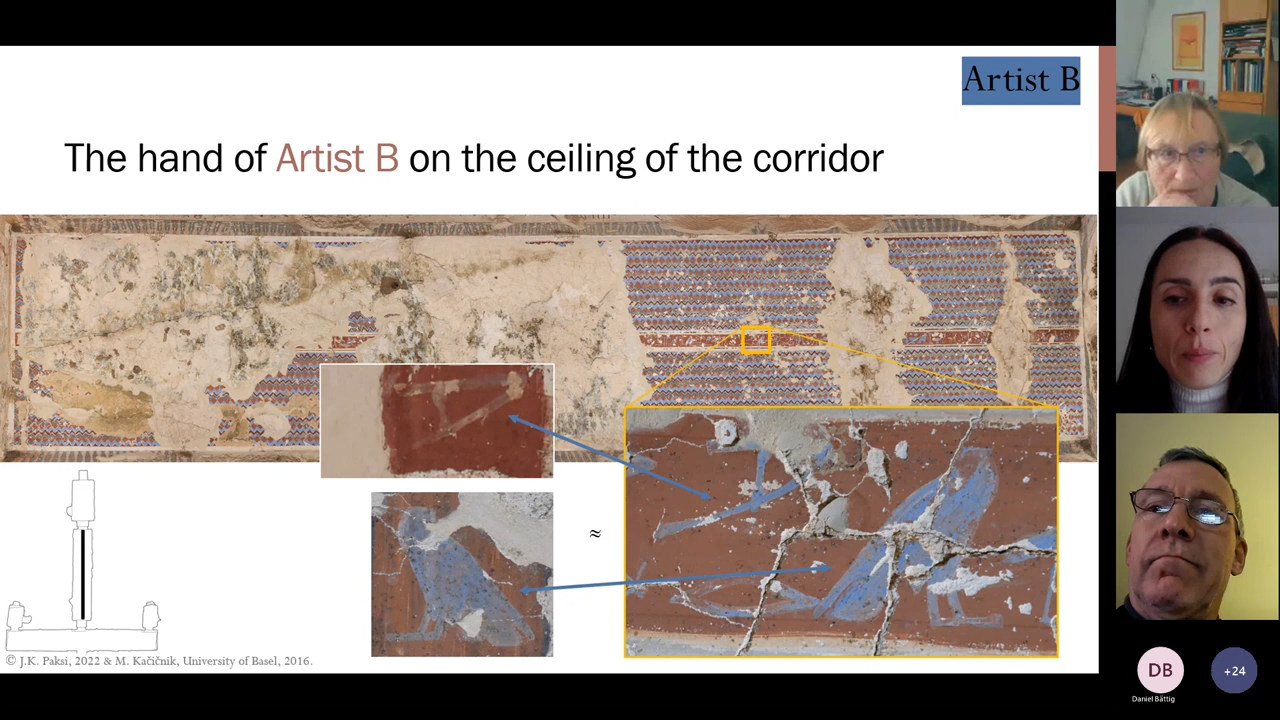 Artist B
The hand of Artist B on the ceiling of the corridor
≈
© J.K. Paksi, 2022 & M. Kačičnik, University of Basel, 2016.
DB
+24
Daniel Bättig